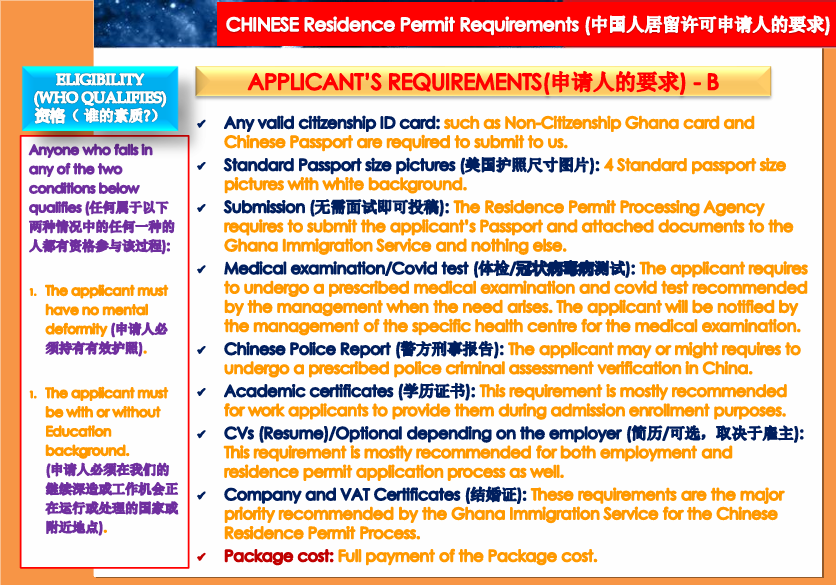 CHINESE Residence Permit Requirements (中国人居留许可申请人的要求)
ELIGIBILITY
(WHO QUALIFIES)
资格（ 谁的素质?）
Anyone who falls in
any of the two
conditions below
qualifies (任何属于以下
两种情况中的任何一种的
人都有资格参与该过程):
1. The applicant must
have no mental
deformity (申请人必
须持有有效护照).
1. The applicant must
be with or without
Education
background.
(申请人必须在我们的
继续深造或工作机会正
在运行或处理的国家或
附近地点).
APPLICANT'S REQUIREMENTS(申请人的要求) - B
✔ Any valid citizenship ID card: such as Non-Citizenship Ghana card and
Chinese Passport are required to submit to us.
✔ Standard Passport size pictures (美国护照尺寸图片): 4 Standard passport size
pictures with white background.
✔ Submission (无需面试即可投稿): The Residence Permit Processing Agency
requires to submit the applicant's Passport and attached documents to the
Ghana Immigration Service and nothing else.
✔ Medical examination/Covid test (体检/冠状病毒病测试): The applicant requires
to undergo a prescribed medical examination and covid test recommended
by the management when the need arises. The applicant will be notified by
the management of the specific health centre for the medical examination.
✔ Chinese Police Report (警方刑事报告): The applicant may or might requires to
undergo a prescribed police criminal assessment verification in China.
✔ Academic certificates (学历证书): This requirement is mostly recommended
for work applicants to provide them during admission enrollment purposes.
✔ CVs (Resume)/Optional depending on the employer (简历/可选，取决于雇主):
This requirement is mostly recommended for both employment and
residence permit application process as well.
✔ Company and VAT Certificates (结婚证): These requirements are the major
priority recommended by the Ghana Immigration Service for the Chinese
Residence Permit Process.
✔ Package cost: Full payment of the Package cost.